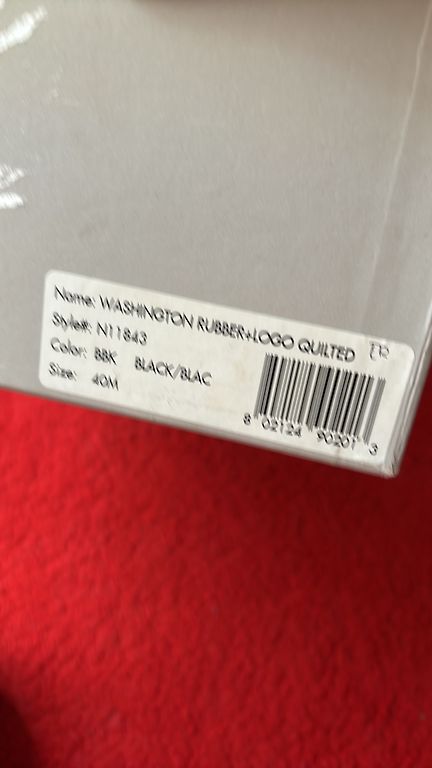 Name: WASHINGTON RUBBER+LOGO QUILTED
Style#: N11843
Color: BBK BLACK/BLAC
Size: 40M
8 02124 90201 3